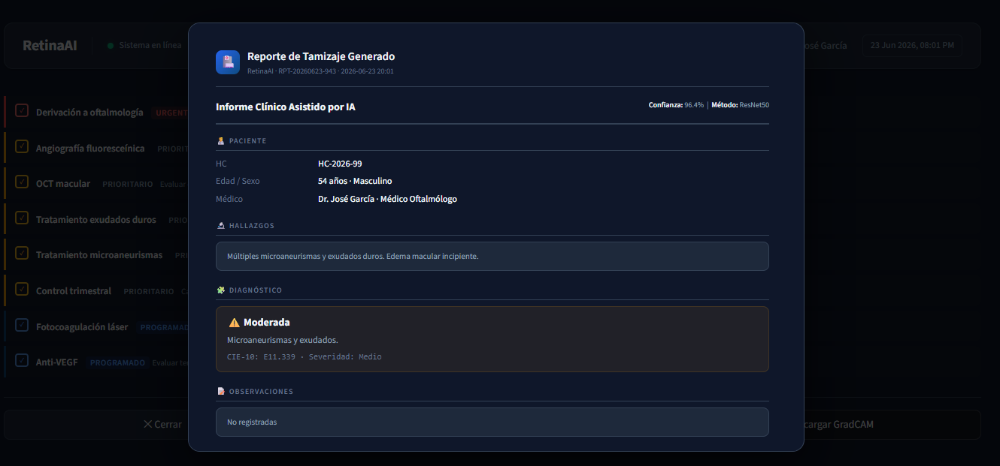 RetinaAI
Sistema en línea
osé García
23 Jun 2026, 08:01 PM
Derivación a oftalmología URGENT
Angiografía fluoresceínica PRIORIT
OCT macular PRIORITARIO Evaluar
Tratamiento exudados duros PRIO
Tratamiento microaneurismas PRI
Control trimestral PRIORITARIO
Fotocoagulación láser PROGRAMAD
Anti-VEGF PROGRAMADO Evaluar
Cerrar
cargar GradCAM
Reporte de Tamizaje Generado
RetinaAI · RPT-20260623-943 · 2026-06-23 20:01
Informe Clínico Asistido por IA
Confianza: 96.4% | Método: ResNet50
PACIENTE
HC HC-2026-99
Edad / Sexo 54 años · Masculino
Médico Dr. José García · Médico Oftalmólogo
HALLAZGOS
Múltiples microaneurismas y exudados duros. Edema macular incipiente.
DIAGNÓSTICO
Moderada
Microaneurismas y exudados.
CIE-10: E11.339 · Severidad: Medio
OBSERVACIONES
No registradas